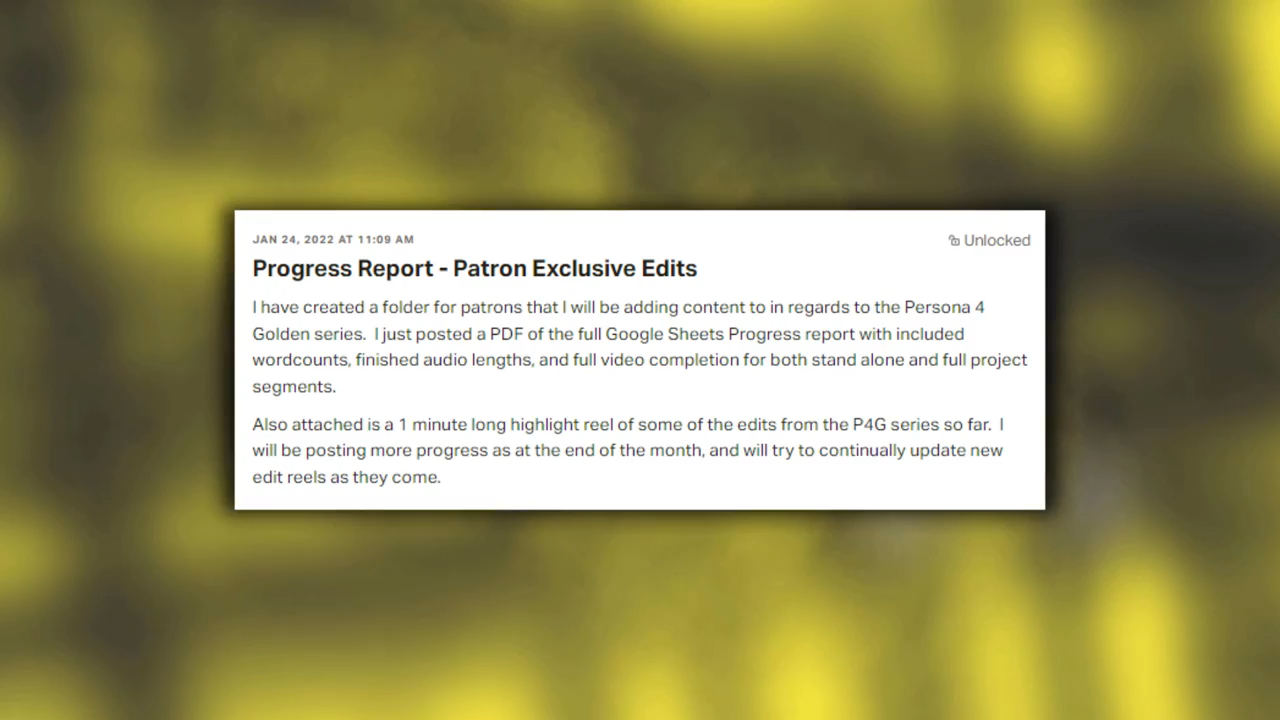 JAN 24, 2022 AT 11:09 AM
Unlocked
Progress Report - Patron Exclusive Edits
I have created a folder for patrons that I will be adding content to in regards to the Persona 4
Golden series.  I just posted a PDF of the full Google Sheets Progress report with included
wordcounts, finished audio lengths, and full video completion for both stand alone and full project
segments.
Also attached is a 1 minute long highlight reel of some of the edits from the P4G series so far.  I
will be posting more progress as at the end of the month, and will try to continually update new
edit reels as they come.